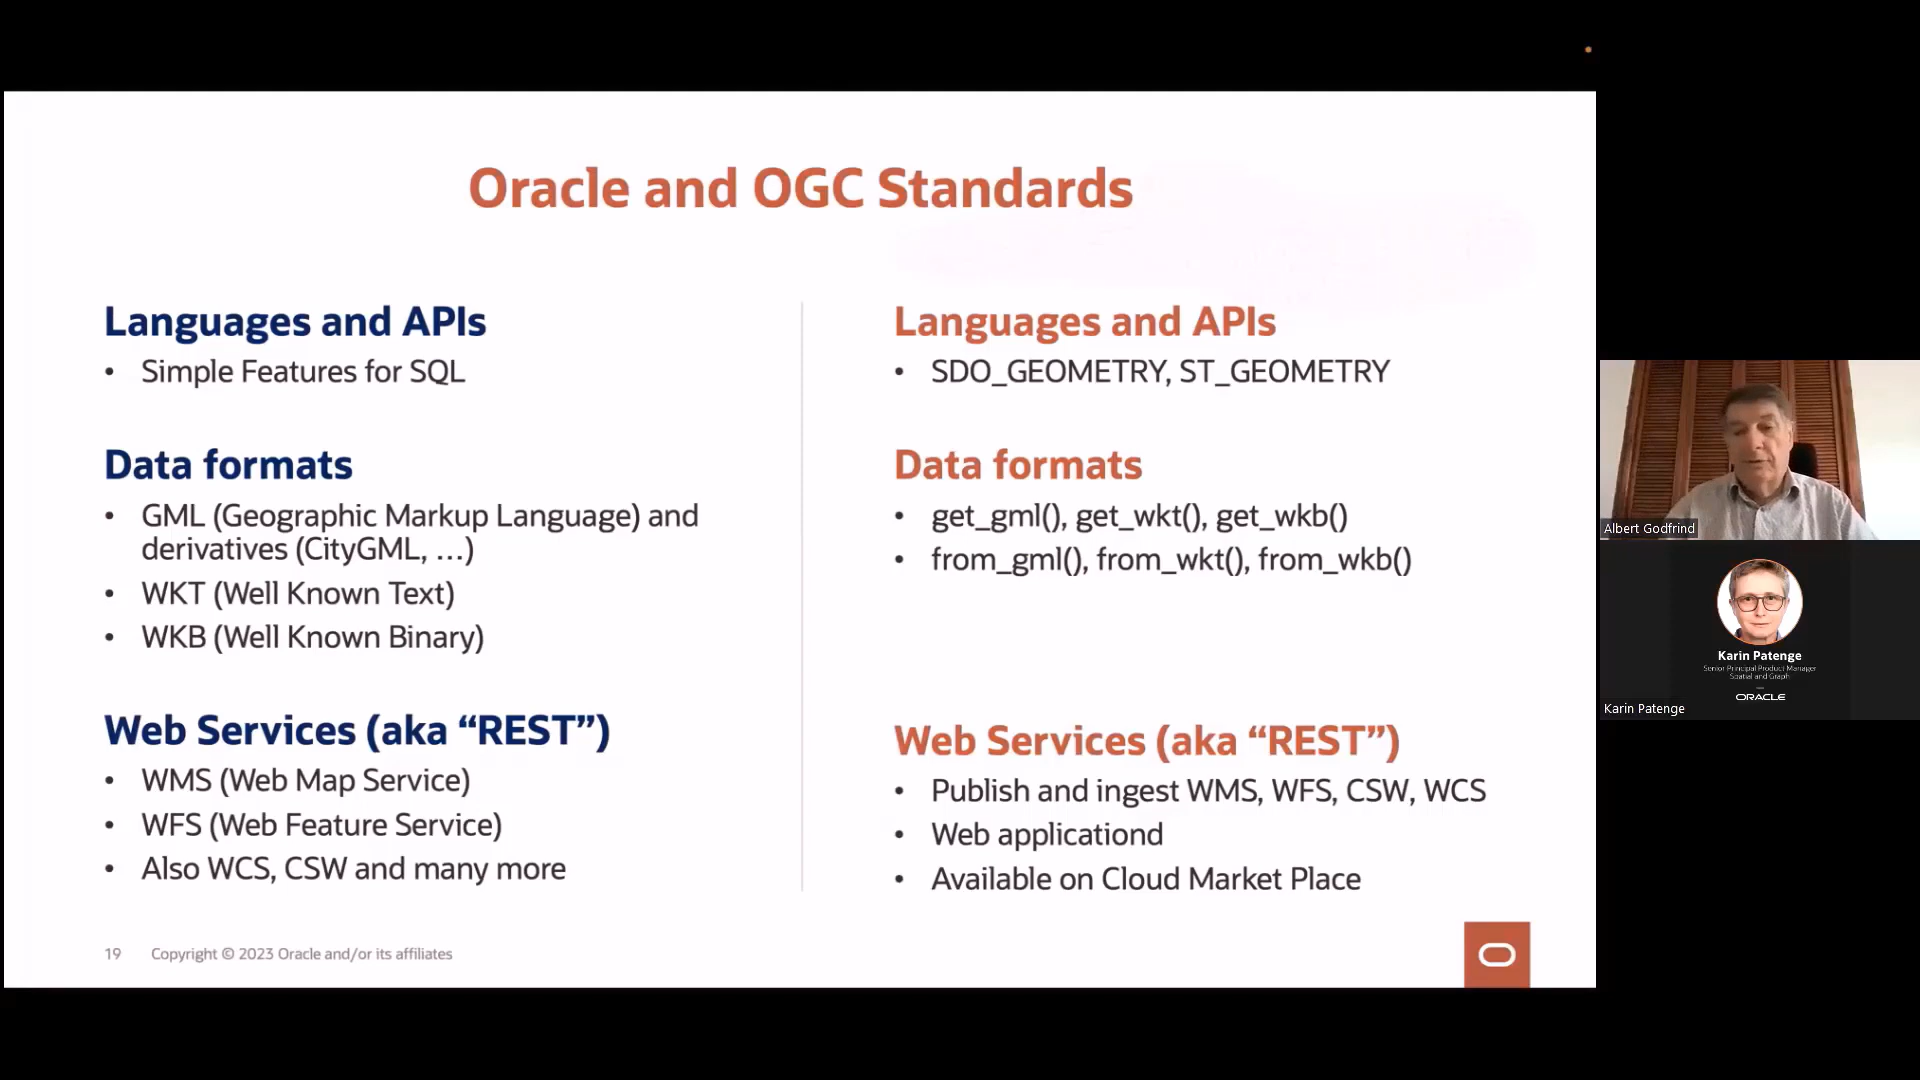 Oracle and OGC Standards
Languages and APIs
• Simple Features for SQL
Data formats
• GML (Geographic Markup Language) and
derivatives (CityGML, ...)
• WKT (Well Known Text)
• WKB (Well Known Binary)
Web Services (aka “REST”)
• WMS (Web Map Service)
• WFS (Web Feature Service)
• Also WCS, CSW and many more
Languages and APIs
• SDO_GEOMETRY, ST_GEOMETRY
Data formats
• get_gml(), get_wkt(), get_wkb()
• from_gml(), from_wkt(), from_wkb()
Web Services (aka “REST”)
• Publish and ingest WMS, WFS, CSW, WCS
• Web applicationd
• Available on Cloud Market Place
19 Copyright © 2023 Oracle and/or its affiliates
Albert Godfrind
Karin Patenge
Senior Principal Product Manager
Spatial and Graph
ORACLE
Karin Patenge